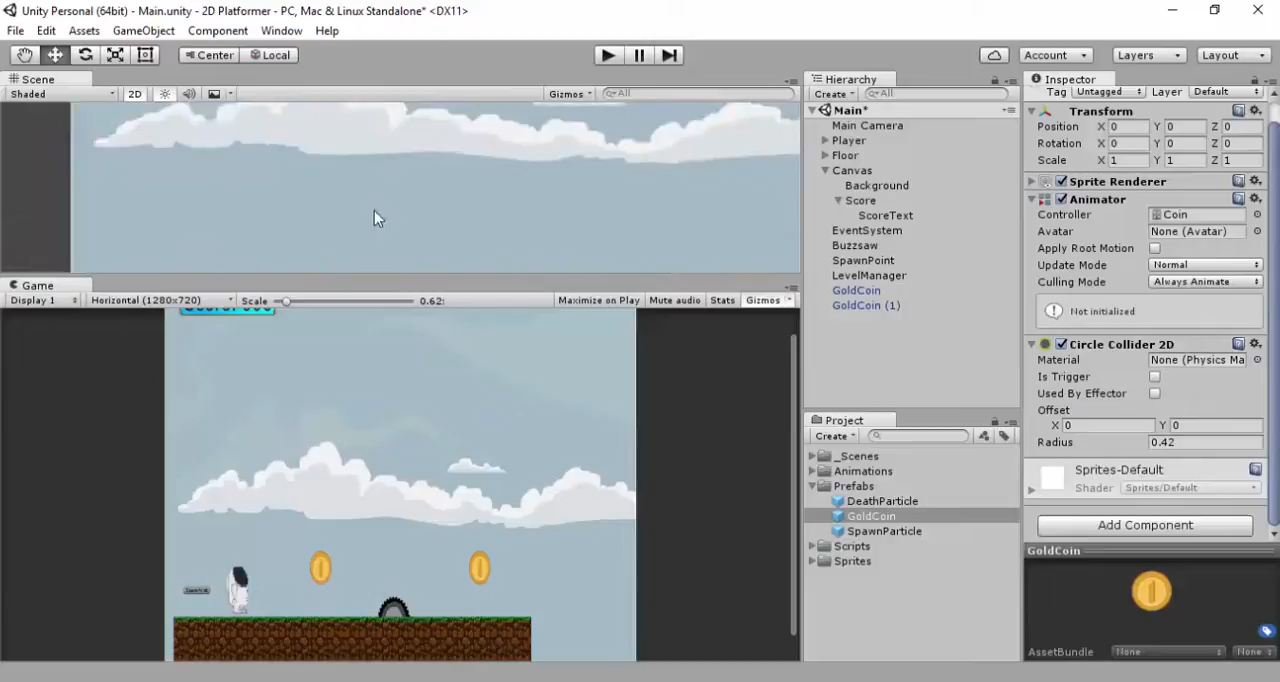 Unity Personal (64bit) - Main.unity - 2D Platformer - PC, Mac & Linux Standalone* <DX11>
File Edit Assets GameObject Component Window Help
Center Local Account Layers Layout
Scene
Shaded 2D Gizmos All
Game
Display 1 Horizontal (1280x720) Scale 0.62: Maximize on Play Mute audio Stats Gizmos
Hierarchy
Create All
Main*
Main Camera
Player
Floor
Canvas
Background
Score
ScoreText
EventSystem
Buzzsaw
SpawnPoint
LevelManager
GoldCoin
GoldCoin (1)
Project
Create
_Scenes
Animations
Prefabs
DeathParticle
GoldCoin
SpawnParticle
Scripts
Sprites
Inspector
Tag Untagged Layer Default
Transform
Position X 0 Y 0 Z 0
Rotation X 0 Y 0 Z 0
Scale X 1 Y 1 Z 1
Sprite Renderer
Animator
Controller Coin
Avatar None (Avatar)
Apply Root Motion
Update Mode Normal
Culling Mode Always Animate
Not initialized
Circle Collider 2D
Material None (Physics Ma
Is Trigger
Used By Effector
Offset
X 0 Y 0
Radius 0.42
Sprites-Default
Shader Sprites/Default
Add Component
GoldCoin
AssetBundle None None